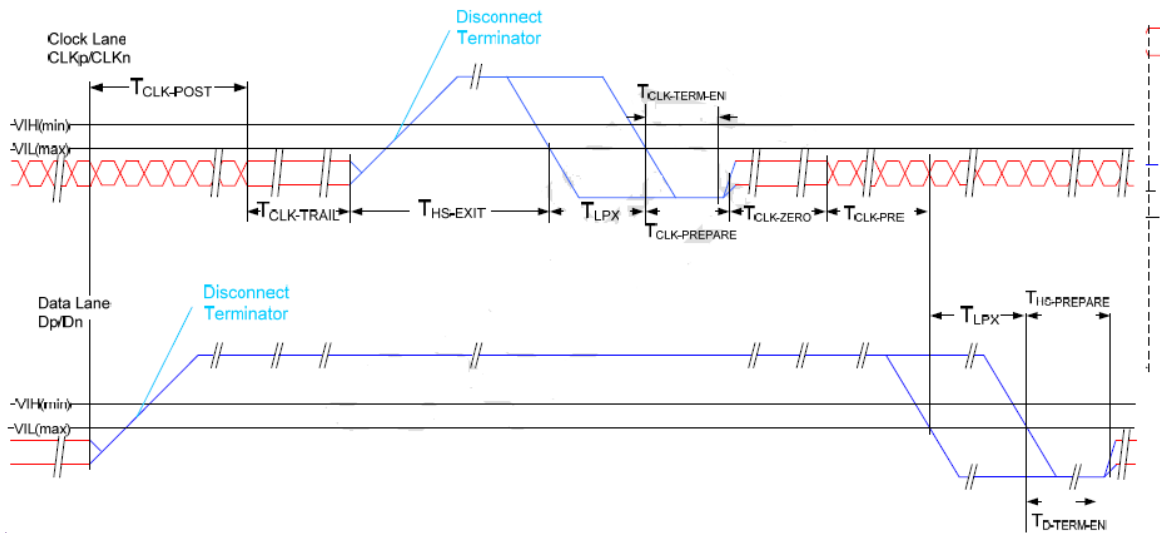 Disconnect
Terminator
Clock Lane
CLKp/CLKn
TCLK-POST
TCLK-TERM-EN
VIH(min)
VIL(max)
TCLK-TRAIL
THS-EXIT
TLPX
TCLK-PREPARE
TCLK-ZERO
TCLK-PRE
Data Lane
Dp/Dn
Disconnect
Terminator
TLPX
THS-PREPARE
VIH(min)
VIL(max)
TD-TERM-EN